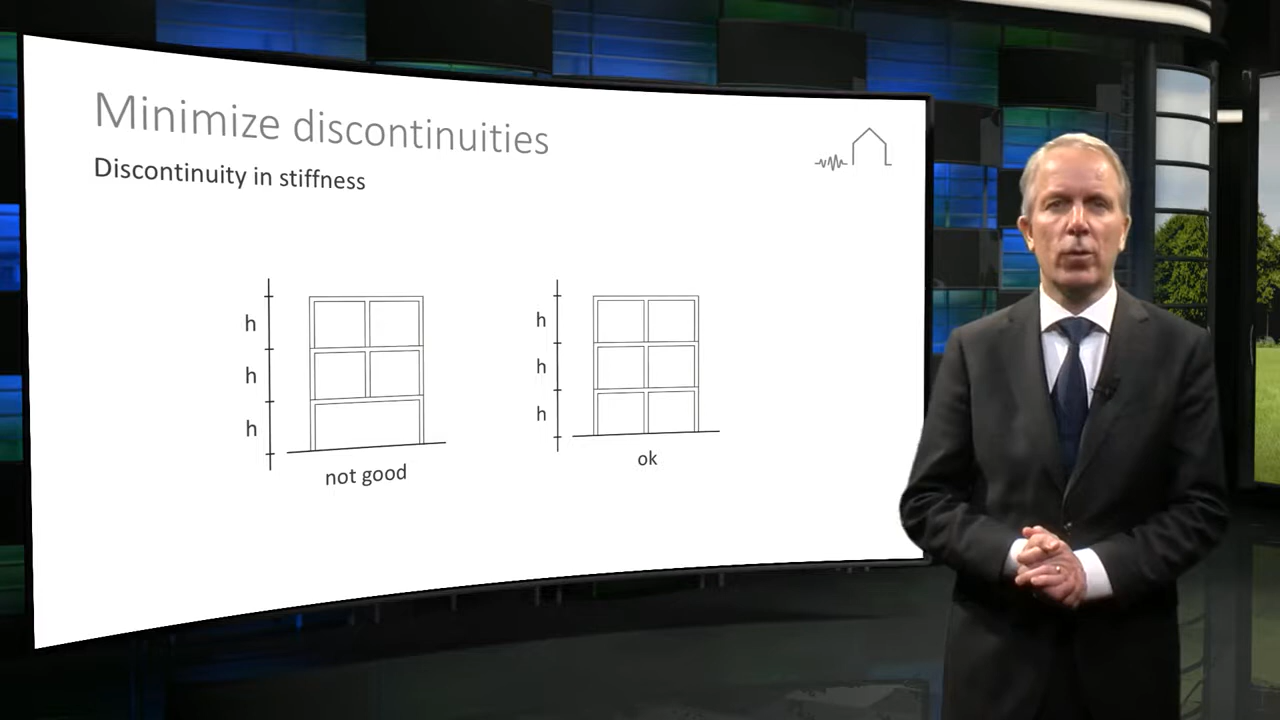 Minimize discontinuities
Discontinuity in stiffness
h
h
h
not good
h
h
h
ok